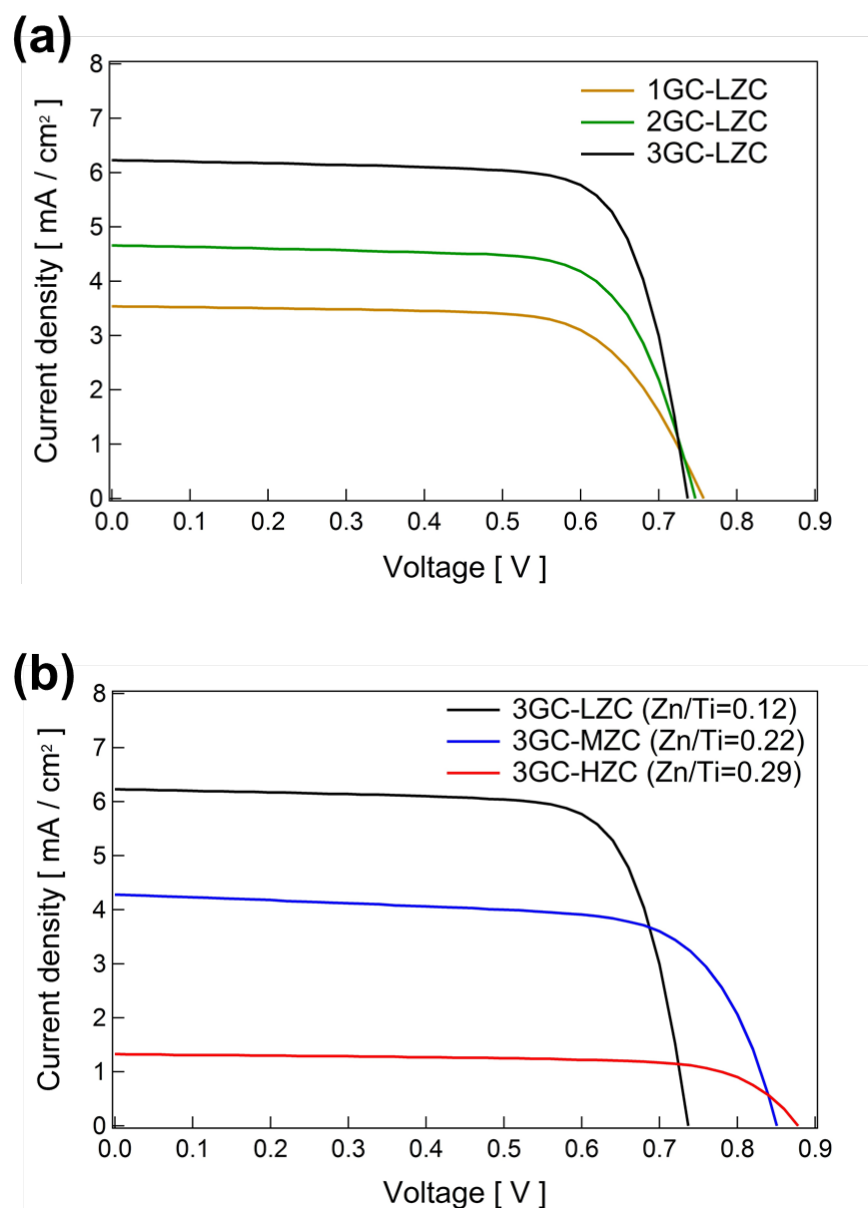 (a)
8
7
6
5
4
3
2
1
0
Current density [ mA / cm² ]
1GC-LZC
2GC-LZC
3GC-LZC
0.0 0.1 0.2 0.3 0.4 0.5 0.6 0.7 0.8 0.9
Voltage [ V ]
(b)
8
7
6
5
4
3
2
1
0
Current density [ mA / cm² ]
3GC-LZC (Zn/Ti=0.12)
3GC-MZC (Zn/Ti=0.22)
3GC-HZC (Zn/Ti=0.29)
0.0 0.1 0.2 0.3 0.4 0.5 0.6 0.7 0.8 0.9
Voltage [ V ]